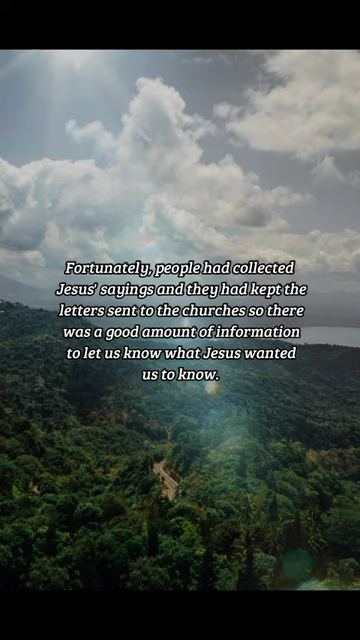 Fortunately, people had collected
Jesus' sayings and they had kept the
letters sent to the churches so there
was a good amount of information
to let us know what Jesus wanted
us to know.